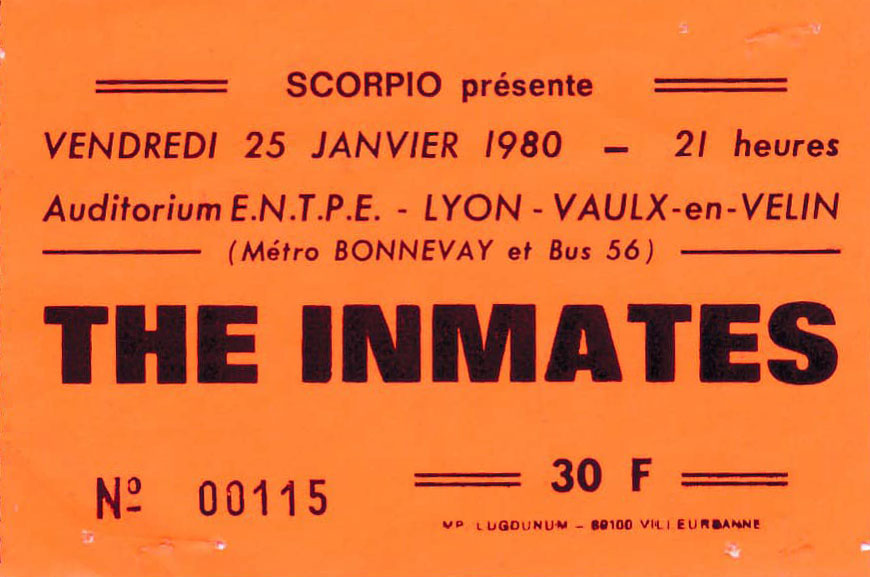 SCORPIO présente
VENDREDI 25 JANVIER 1980 — 21 heures
Auditorium E.N.T.P.E. - LYON - VAULX-en-VELIN
(Métro BONNEVAY et Bus 56)
THE INMATES
30 F
Nº 00115
LUGDUNUM - 69100 VILLEURBANNE